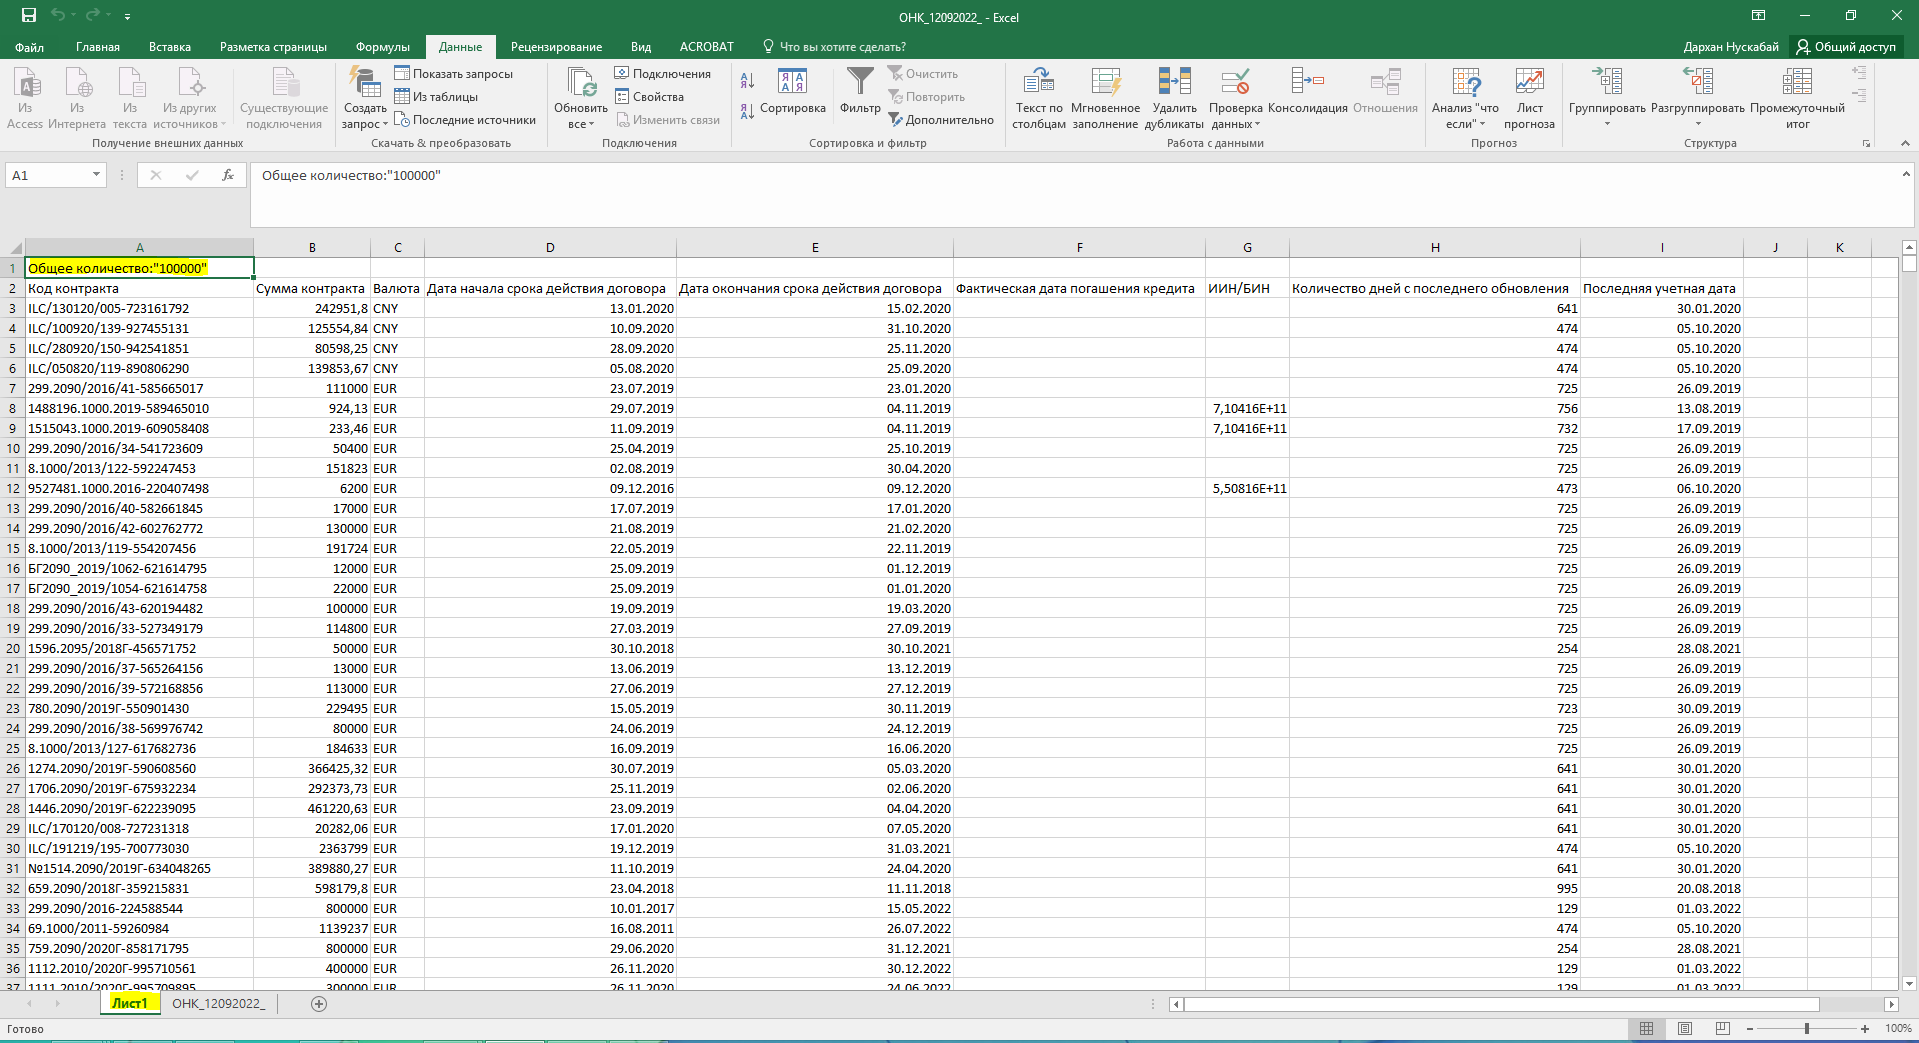 ОНК_12092022_ - Excel
Файл Главная Вставка Разметка страницы Формулы Данные Рецензирование Вид ACROBAT Что вы хотите сделать? Дархан Нускабай Общий доступ
Из Access Из Интернета Из текста Из других источников Существующие подключения
Получение внешних данных
Создать запрос Показать запросы Из таблицы Последние источники
Скачать & преобразовать
Обновить все Подключения Свойства Изменить связи
Подключения
Сортировка Фильтр Очистить Повторить Дополнительно
Сортировка и фильтр
Текст по столбцам Мгновенное заполнение Удалить дубликаты Проверка данных Консолидация Отношения
Работа с данными
Анализ "что если" Лист прогноза
Прогноз
Группировать Разгруппировать Промежуточный итог
Структура
A1 fx Общее количество:"100000"
A B C D E F G H I J K
1 Общее количество:"100000"
2 Код контракта Сумма контракта Валюта Дата начала срока действия договора Дата окончания срока действия договора Фактическая дата погашения кредита ИИН/БИН Количество дней с последнего обновления Последняя учетная дата
3 ILC/130120/005-723161792 242951,8 CNY 13.01.2020 15.02.2020 641 30.01.2020
4 ILC/100920/139-927455131 125554,84 CNY 10.09.2020 31.10.2020 474 05.10.2020
5 ILC/280920/150-942541851 80598,25 CNY 28.09.2020 25.11.2020 474 05.10.2020
6 ILC/050820/119-890806290 139853,67 CNY 05.08.2020 25.09.2020 474 05.10.2020
7 299.2090/2016/41-585665017 111000 EUR 23.07.2019 23.01.2020 725 26.09.2019
8 1488196.1000.2019-589465010 924,13 EUR 29.07.2019 04.11.2019 7,10416E+11 756 13.08.2019
9 1515043.1000.2019-609058408 233,46 EUR 11.09.2019 04.11.2019 7,10416E+11 732 17.09.2019
10 299.2090/2016/34-541723609 50400 EUR 25.04.2019 25.10.2019 725 26.09.2019
11 8.1000/2013/122-592247453 151823 EUR 02.08.2019 30.04.2020 725 26.09.2019
12 9527481.1000.2016-220407498 6200 EUR 09.12.2016 09.12.2020 5,50816E+11 473 06.10.2020
13 299.2090/2016/40-582661845 17000 EUR 17.07.2019 17.01.2020 725 26.09.2019
14 299.2090/2016/42-602762772 130000 EUR 21.08.2019 21.02.2020 725 26.09.2019
15 8.1000/2013/119-554207456 191724 EUR 22.05.2019 22.11.2019 725 26.09.2019
16 БГ2090_2019/1062-621614795 12000 EUR 25.09.2019 01.12.2019 725 26.09.2019
17 БГ2090_2019/1054-621614758 22000 EUR 25.09.2019 01.01.2020 725 26.09.2019
18 299.2090/2016/43-620194482 100000 EUR 19.09.2019 19.03.2020 725 26.09.2019
19 299.2090/2016/33-527349179 114800 EUR 27.03.2019 27.09.2019 725 26.09.2019
20 1596.2095/2018Г-456571752 50000 EUR 30.10.2018 30.10.2021 254 28.08.2021
21 299.2090/2016/37-565264156 13000 EUR 13.06.2019 13.12.2019 725 26.09.2019
22 299.2090/2016/39-572168856 113000 EUR 27.06.2019 27.12.2019 725 26.09.2019
23 780.2090/2019Г-550901430 229495 EUR 15.05.2019 30.11.2019 723 30.09.2019
24 299.2090/2016/38-569976742 80000 EUR 24.06.2019 24.12.2019 725 26.09.2019
25 8.1000/2013/127-617682736 184633 EUR 16.09.2019 16.06.2020 725 26.09.2019
26 1274.2090/2019Г-590608560 366425,32 EUR 30.07.2019 05.03.2020 641 30.01.2020
27 1706.2090/2019Г-675932234 292373,73 EUR 25.11.2019 02.06.2020 641 30.01.2020
28 1446.2090/2019Г-622239095 461220,63 EUR 23.09.2019 04.04.2020 641 30.01.2020
29 ILC/170120/008-727231318 20282,06 EUR 17.01.2020 07.05.2020 641 30.01.2020
30 ILC/191219/195-700773030 2363799 EUR 19.12.2019 31.03.2021 474 05.10.2020
31 №1514.2090/2019Г-634048265 389880,27 EUR 11.10.2019 24.04.2020 641 30.01.2020
32 659.2090/2018Г-359215831 598179,8 EUR 23.04.2018 11.11.2018 995 20.08.2018
33 299.2090/2016-224588544 800000 EUR 10.01.2017 15.05.2022 129 01.03.2022
34 69.1000/2011-59260984 1139237 EUR 16.08.2011 26.07.2022 474 05.10.2020
35 759.2090/2020Г-858171795 800000 EUR 29.06.2020 31.12.2021 254 28.08.2021
36 1112.2010/2020Г-995710561 400000 EUR 26.11.2020 30.12.2022 129 01.03.2022
37 1111.2010/2020Г-995709895 300000 EUR 26.11.2020 24.06.2022 129 01.03.2022
Лист1 ОНК_12092022_
Готово 100%